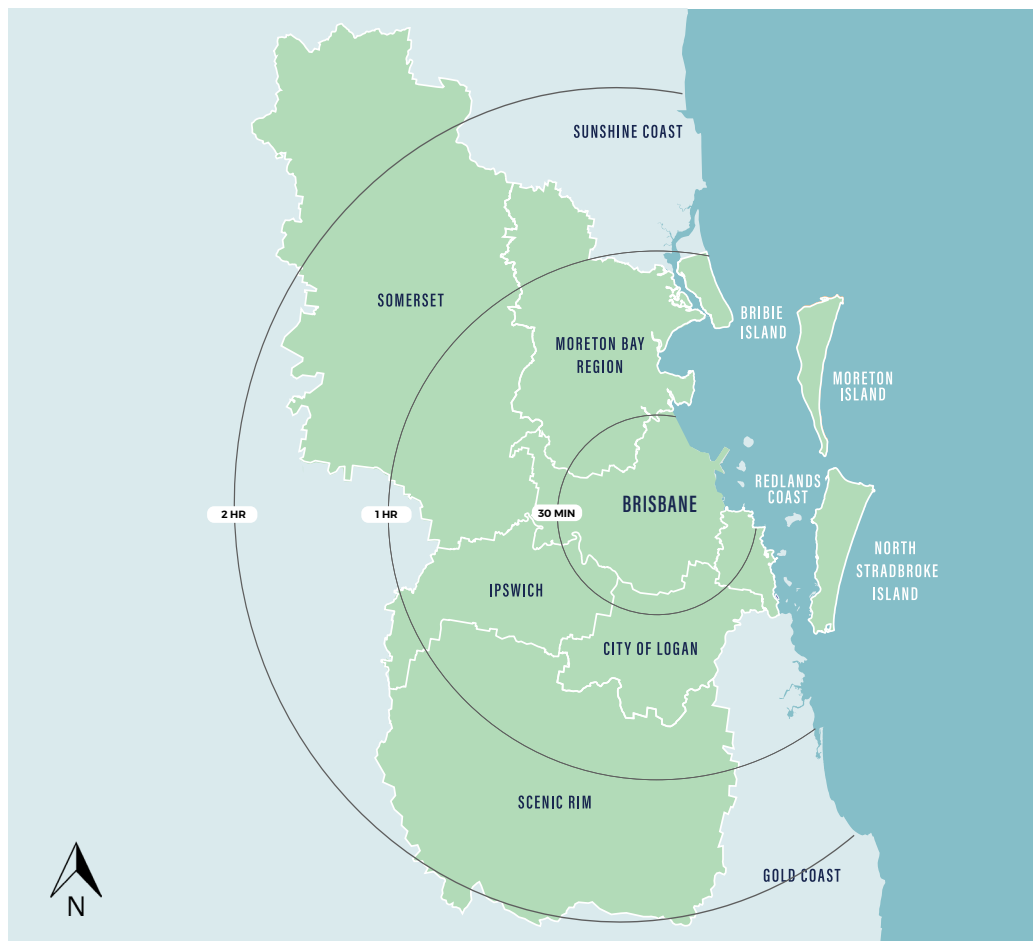 SUNSHINE COAST
SOMERSET
BRIBIE
ISLAND
MORETON BAY
REGION
MORETON
ISLAND
REDLANDS
COAST
BRISBANE
2 HR
1 HR
30 MIN
NORTH
STRADBROKE
ISLAND
IPSWICH
CITY OF LOGAN
SCENIC RIM
GOLD COAST
N